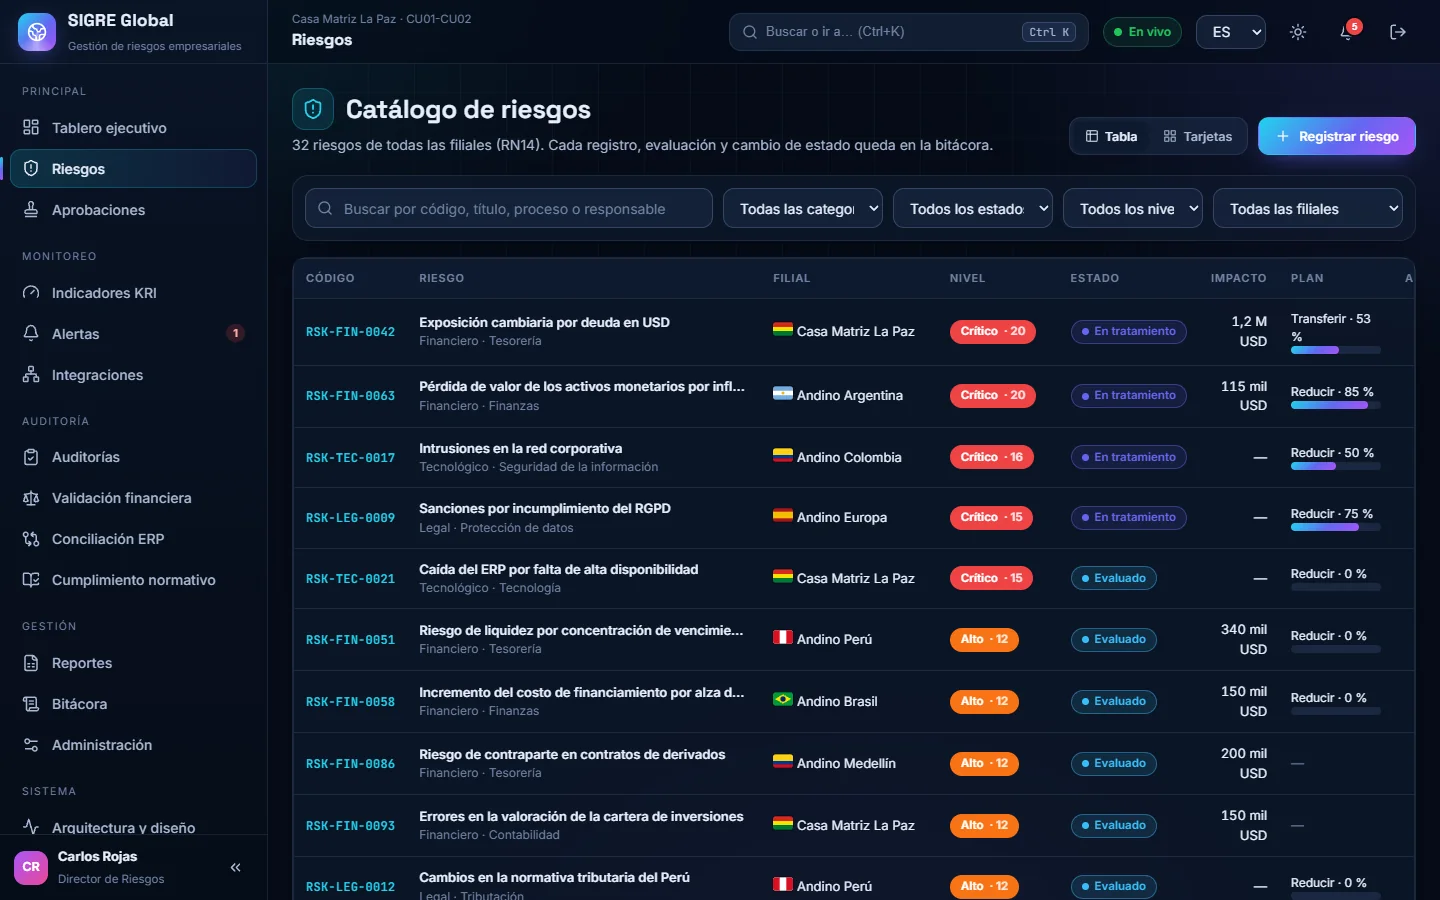 SIGRE Global
Gestión de riesgos empresariales
PRINCIPAL
Tablero ejecutivo
Riesgos
Aprobaciones
MONITOREO
Indicadores KRI
Alertas 1
Integraciones
AUDITORÍA
Auditorías
Validación financiera
Conciliación ERP
Cumplimiento normativo
GESTIÓN
Reportes
Bitácora
Administración
SISTEMA
Arquitectura y diseño
CR
Carlos Rojas
Director de Riesgos
Casa Matriz La Paz · CU01-CU02
Riesgos
Buscar o ir a… (Ctrl+K) Ctrl K
En vivo
ES
5
Catálogo de riesgos
32 riesgos de todas las filiales (RN14). Cada registro, evaluación y cambio de estado queda en la bitácora.
Tabla Tarjetas
Registrar riesgo
Buscar por código, título, proceso o responsable
Todas las categor
Todos los estados
Todos los nive
Todas las filiales
CÓDIGO RIESGO FILIAL NIVEL ESTADO IMPACTO PLAN A
RSK-FIN-0042 Exposición cambiaria por deuda en USD
Financiero · Tesorería
Casa Matriz La Paz Crítico · 20 En tratamiento 1,2 M
USD
Transferir · 53
%
RSK-FIN-0063 Pérdida de valor de los activos monetarios por infl…
Financiero · Finanzas
Andino Argentina Crítico · 20 En tratamiento 115 mil
USD
Reducir · 85 %
RSK-TEC-0017 Intrusiones en la red corporativa
Tecnológico · Seguridad de la información
Andino Colombia Crítico · 16 En tratamiento — Reducir · 50 %
RSK-LEG-0009 Sanciones por incumplimiento del RGPD
Legal · Protección de datos
Andino Europa Crítico · 15 En tratamiento — Reducir · 75 %
RSK-TEC-0021 Caída del ERP por falta de alta disponibilidad
Tecnológico · Tecnología
Casa Matriz La Paz Crítico · 15 Evaluado — Reducir · 0 %
RSK-FIN-0051 Riesgo de liquidez por concentración de vencimie…
Financiero · Tesorería
Andino Perú Alto · 12 Evaluado 340 mil
USD
Reducir · 0 %
RSK-FIN-0058 Incremento del costo de financiamiento por alza d…
Financiero · Finanzas
Andino Brasil Alto · 12 Evaluado 150 mil
USD
Reducir · 0 %
RSK-FIN-0086 Riesgo de contraparte en contratos de derivados
Financiero · Tesorería
Andino Medellín Alto · 12 Evaluado 200 mil
USD
—
RSK-FIN-0093 Errores en la valoración de la cartera de inversiones
Financiero · Contabilidad
Casa Matriz La Paz Alto · 12 Evaluado 150 mil
USD
—
RSK-LEG-0012 Cambios en la normativa tributaria del Perú
Legal · Tributación
Andino Perú Alto · 12 Evaluado — Reducir · 0 %